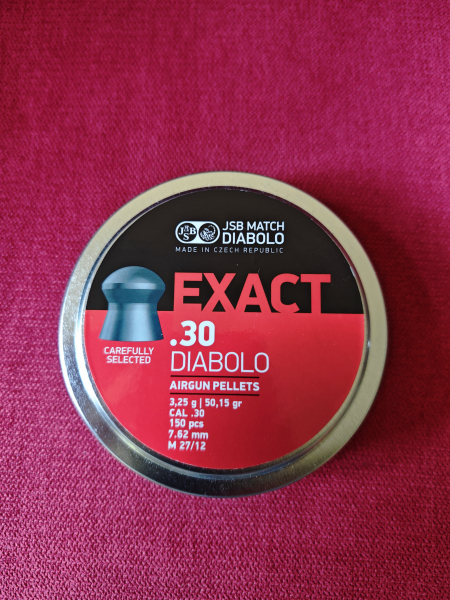 JSB
JSB MATCH
DIABOLO
MADE IN CZECH REPUBLIC
EXACT
.30
DIABOLO
CAREFULLY
SELECTED
AIRGUN PELLETS
3,25 g | 50,15 gr
CAL .30
150 pcs
7.62 mm
M 27/12